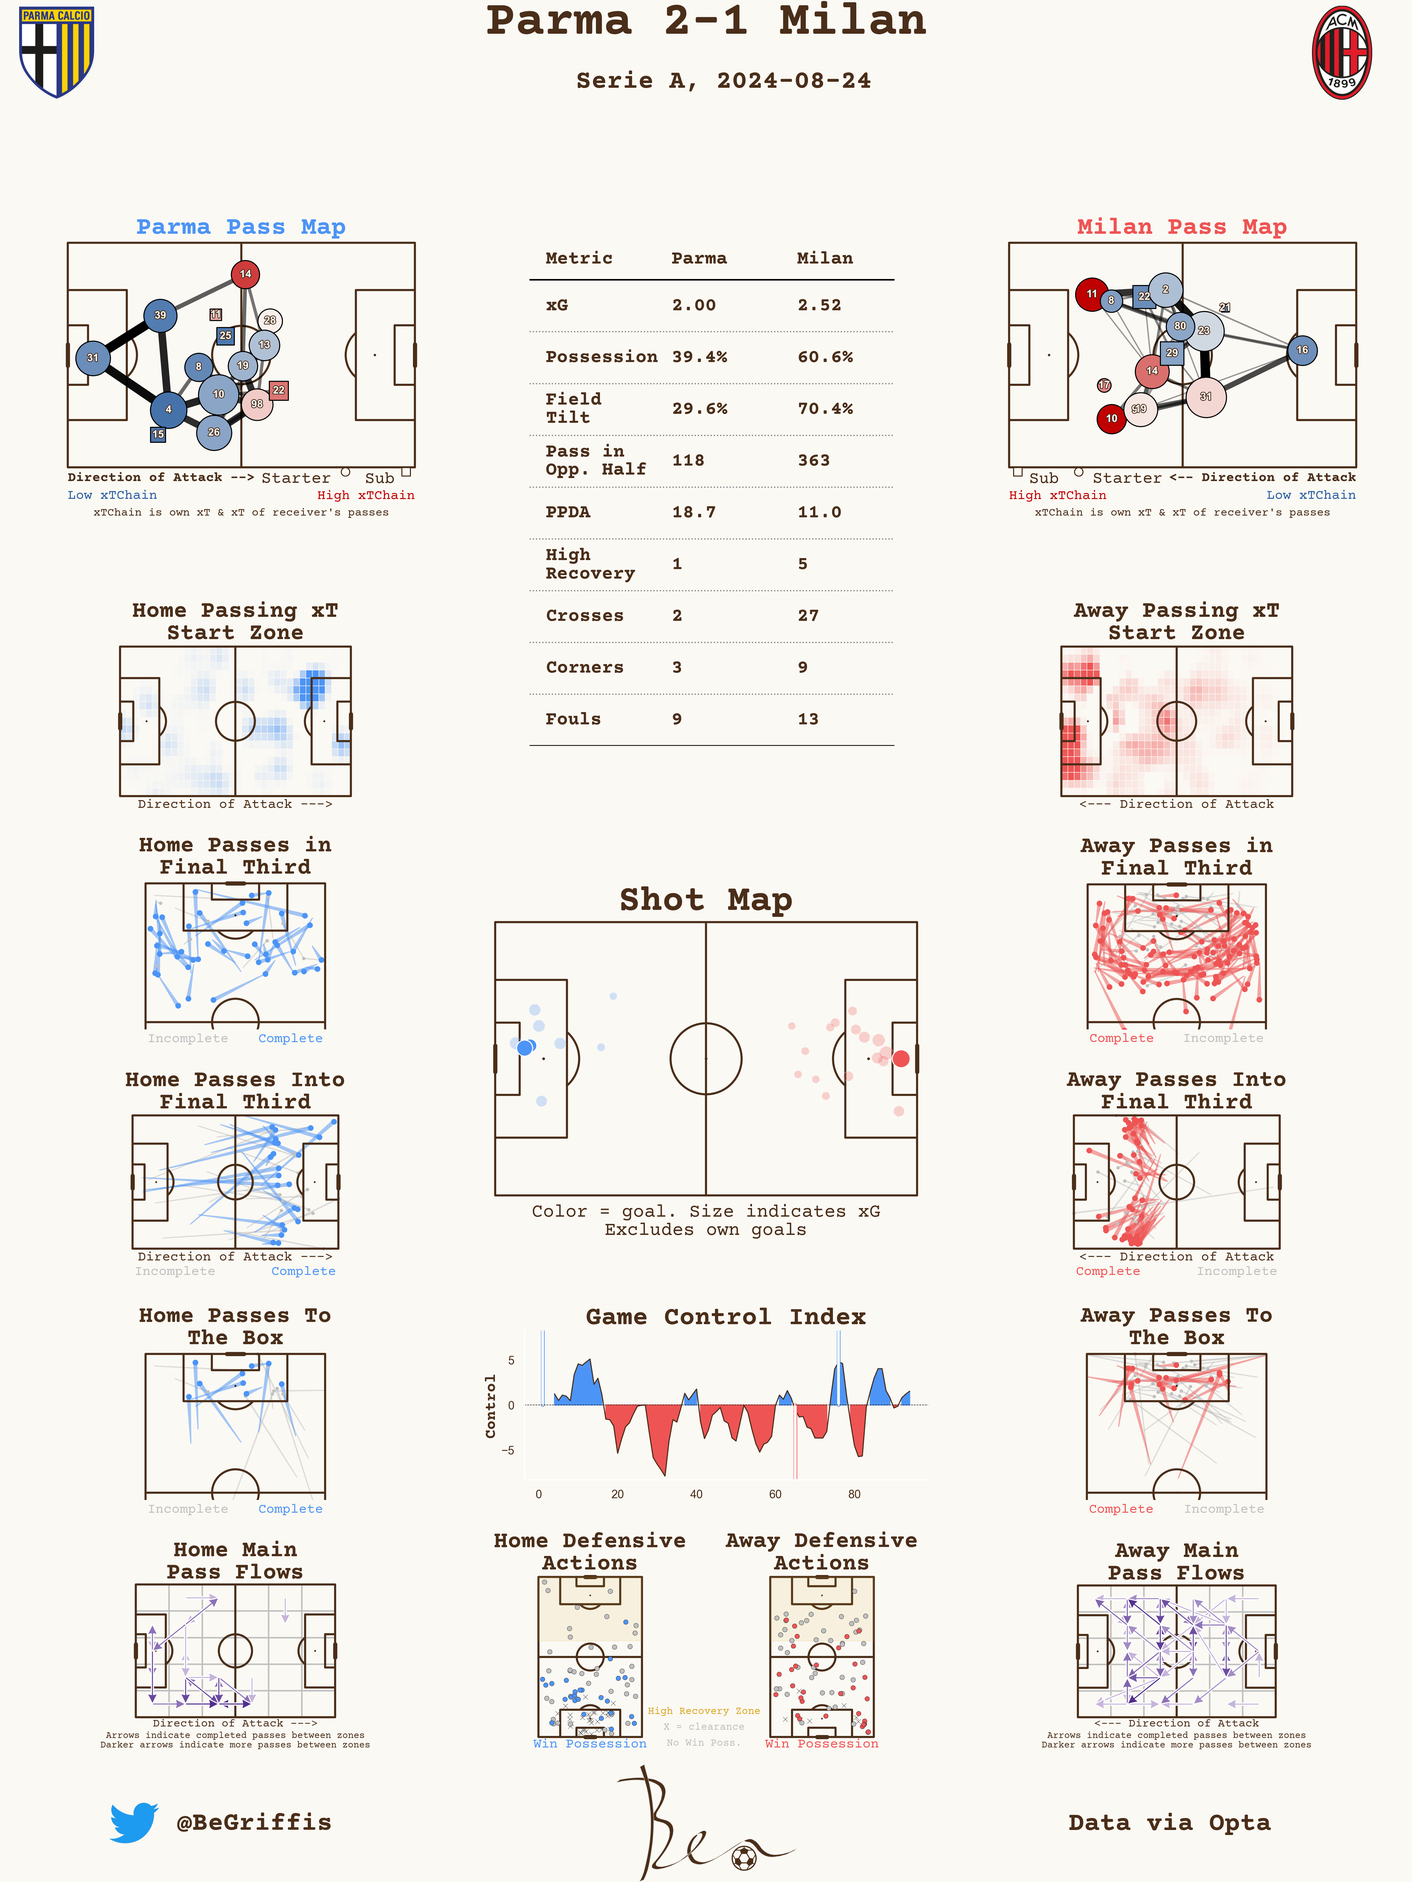 Parma 2-1 Milan
Serie A, 2024-08-24
PARMA CALCIO
ACM
1899
Parma Pass Map
14
11
28
39
25
13
31
8
19
10
22
98
4
26
15
Direction of Attack --> Starter Sub
Low xTChain High xTChain
xTChain is own xT & xT of receiver's passes
Metric Parma Milan
xG 2.00 2.52
Possession 39.4% 60.6%
Field
Tilt 29.6% 70.4%
Pass in
Opp. Half 118 363
PPDA 18.7 11.0
High
Recovery 1 5
Crosses 2 27
Corners 3 9
Fouls 9 13
Milan Pass Map
11
8
22
2
21
80
23
29
16
14
17
31
10
19
Sub Starter <-- Direction of Attack
High xTChain Low xTChain
xTChain is own xT & xT of receiver's passes
Home Passing xT
Start Zone
Direction of Attack --->
Away Passing xT
Start Zone
<--- Direction of Attack
Home Passes in
Final Third
Incomplete Complete
Away Passes in
Final Third
Complete Incomplete
Shot Map
Color = goal. Size indicates xG
Excludes own goals
Home Passes Into
Final Third
Direction of Attack --->
Incomplete Complete
Away Passes Into
Final Third
<--- Direction of Attack
Complete Incomplete
Game Control Index
Control
5
0
−5
0 20 40 60 80
Home Passes To
The Box
Incomplete Complete
Away Passes To
The Box
Complete Incomplete
Home Main
Pass Flows
Direction of Attack --->
Arrows indicate completed passes between zones
Darker arrows indicate more passes between zones
Home Defensive
Actions
Win Possession
High Recovery Zone
X = clearance
No Win Poss.
Away Defensive
Actions
Win Possession
Away Main
Pass Flows
<--- Direction of Attack
Arrows indicate completed passes between zones
Darker arrows indicate more passes between zones
@BeGriffis
Ben
Data via Opta